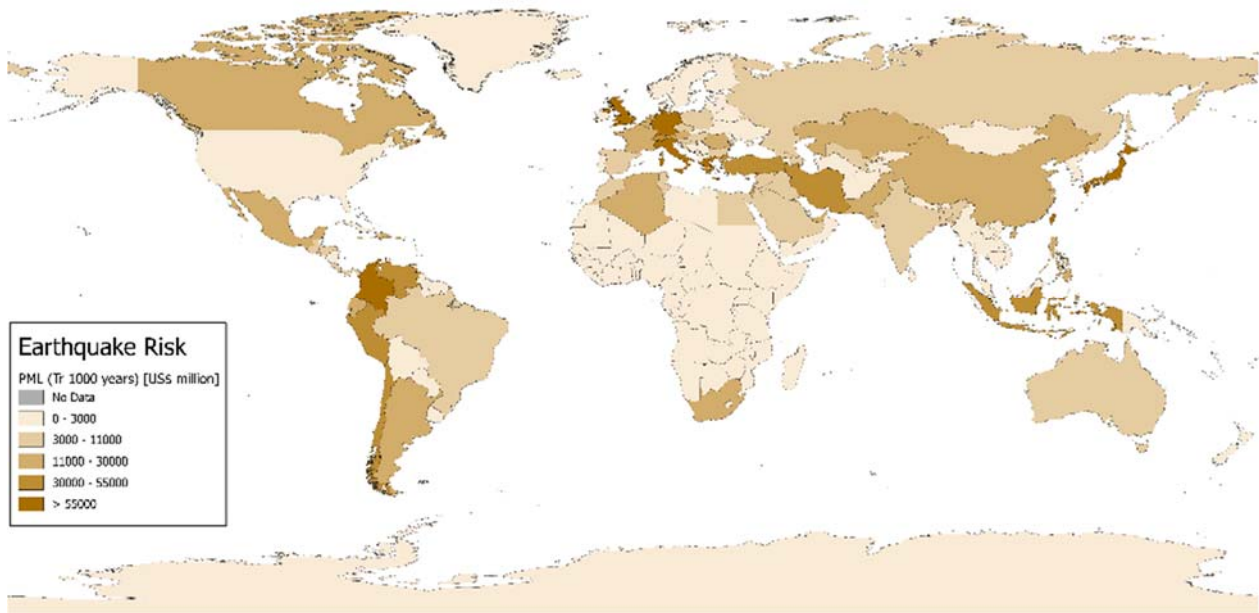 Earthquake Risk
PML (Tr 1000 years) [US$ million]
No Data
0 - 3000
3000 - 11000
11000 - 30000
30000 - 55000
> 55000